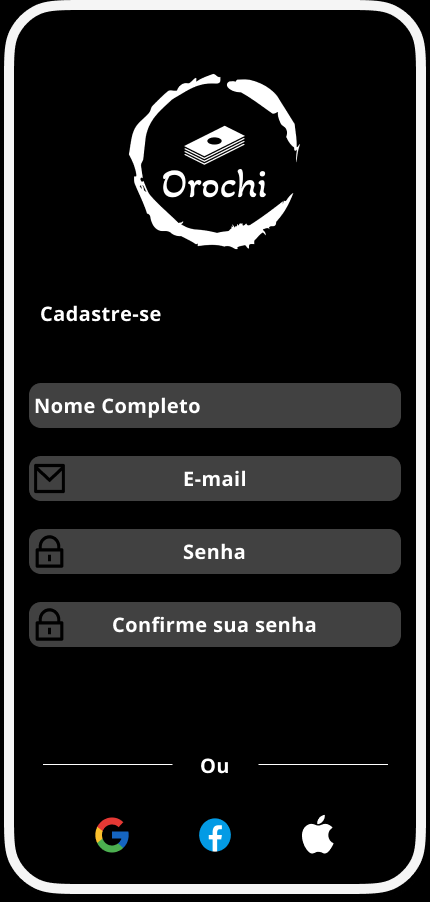 Orochi
Cadastre-se
Nome Completo
E-mail
Senha
Confirme sua senha
Ou